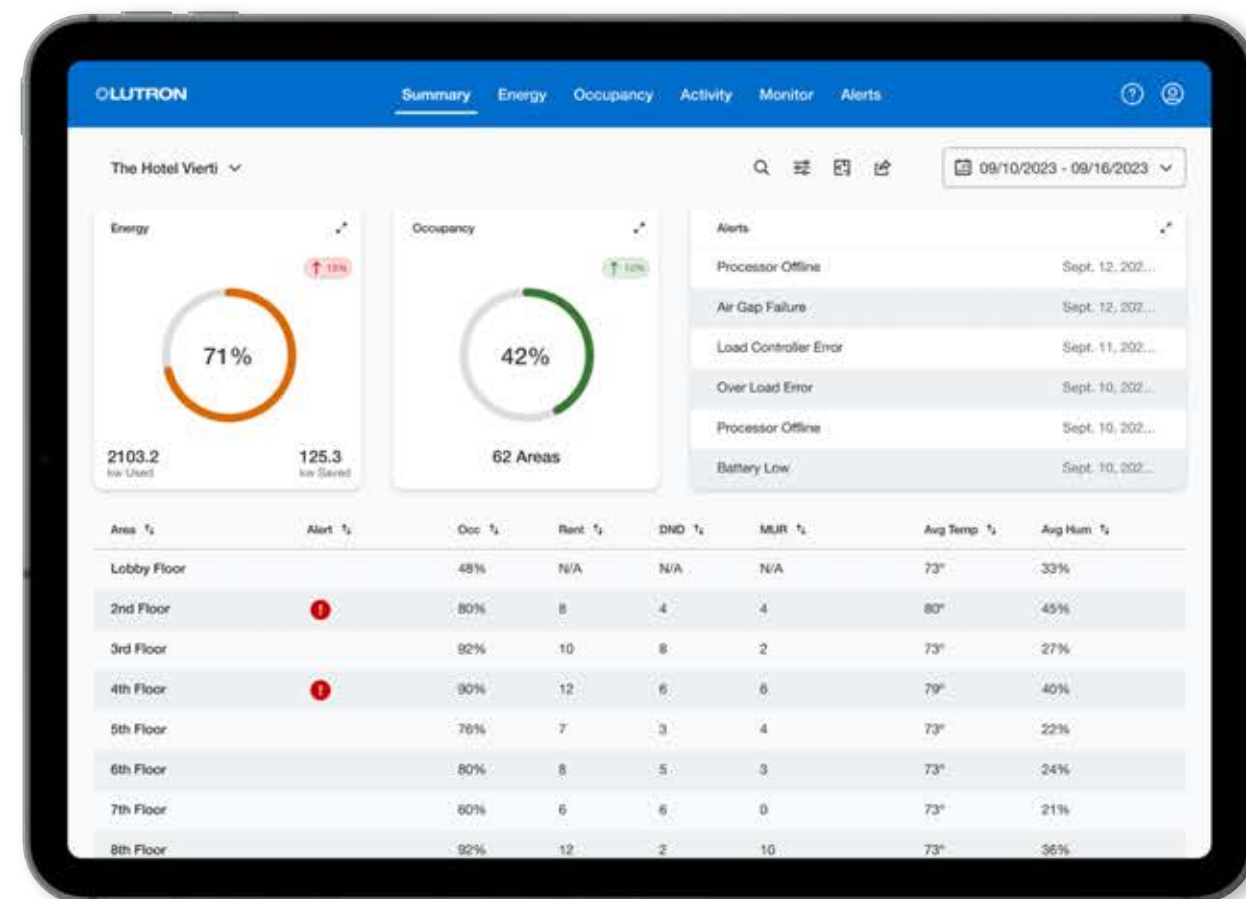 LUTRON
Summary Energy Occupancy Activity Monitor Alerts
The Hotel Vierti
09/10/2023 - 09/16/2023
Energy
71%
2103.2
kw Used
125.3
kw Saved
Occupancy
10%
42%
62 Areas
Alerts
Processor Offline Sept. 12, 202...
Air Gap Failure Sept. 12, 202...
Load Controller Error Sept. 11, 202...
Over Load Error Sept. 10, 202...
Processor Offline Sept. 10, 202...
Battery Low Sept. 10, 202...
Area Alert Occ Rent DND MUR Avg Temp Avg Hum
Lobby Floor 48% N/A N/A N/A 73° 33%
2nd Floor 80% 8 4 4 80° 45%
3rd Floor 92% 10 8 2 73° 27%
4th Floor 90% 12 6 6 79° 40%
5th Floor 76% 7 3 4 73° 22%
6th Floor 80% 8 5 3 73° 24%
7th Floor 60% 6 6 0 73° 21%
8th Floor 92% 12 2 10 73° 36%